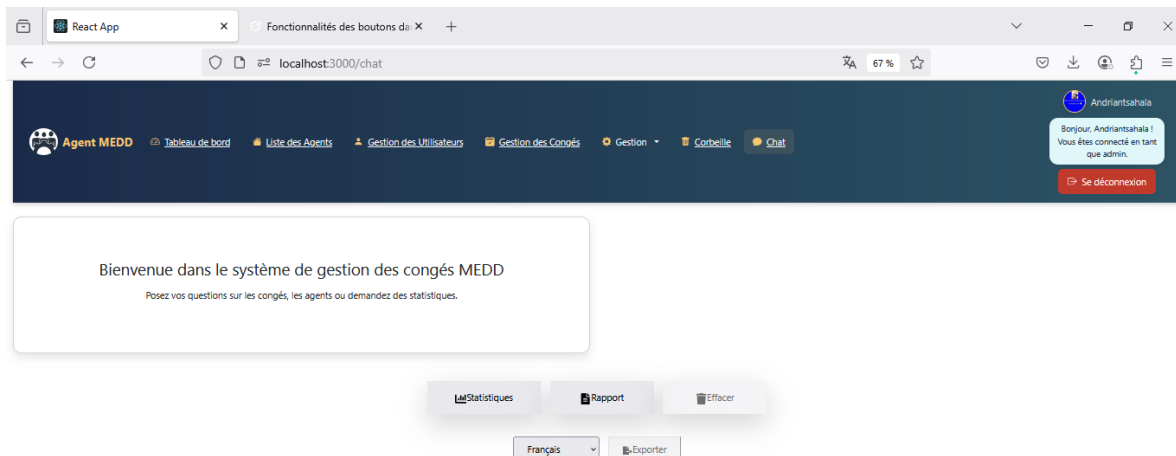 React App
Fonctionnalités des boutons da
localhost:3000/chat
67 %
Andriantsahala
Agent MEDD
Tableau de bord
Liste des Agents
Gestion des Utilisateurs
Gestion des Congés
Gestion
Corbeille
Chat
Bonjour, Andriantsahala !
Vous êtes connecté en tant
que admin.
Se déconnexion
Bienvenue dans le système de gestion des congés MEDD
Posez vos questions sur les congés, les agents ou demandez des statistiques.
Statistiques
Rapport
Effacer
Français
Exporter